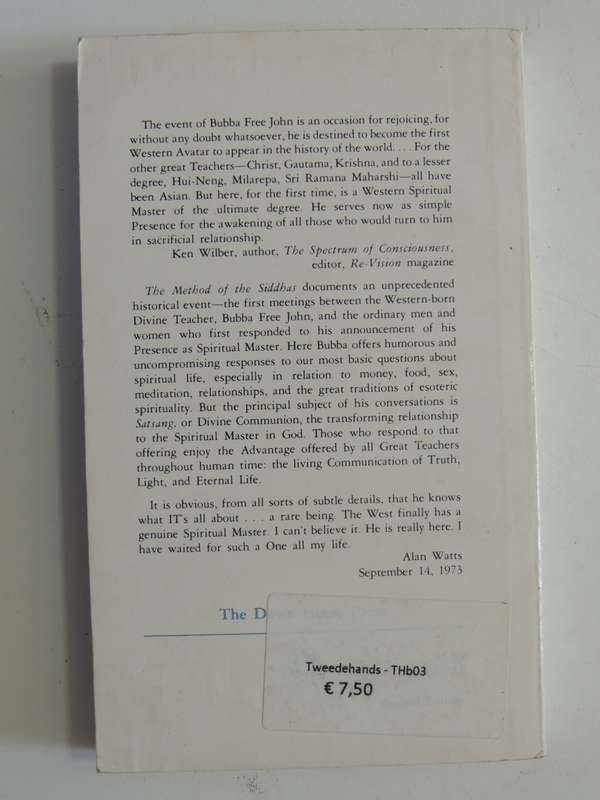 The event of Bubba Free John is an occasion for rejoicing, for
without any doubt whatsoever, he is destined to become the first
Western Avatar to appear in the history of the world. . . . For the
other great Teachers—Christ, Gautama, Krishna, and to a lesser
degree, Hui-Neng, Milarepa, Sri Ramana Maharshi—all have
been Asian. But here, for the first time, is a Western Spiritual
Master of the ultimate degree. He serves now as simple
Presence for the awakening of all those who would turn to him
in sacrificial relationship.
Ken Wilber, author, The Spectrum of Consciousness,
editor, Re-Vision magazine
The Method of the Siddhas documents an unprecedented
historical event—the first meetings between the Western-born
Divine Teacher, Bubba Free John, and the ordinary men and
women who first responded to his announcement of his
Presence as Spiritual Master. Here Bubba offers humorous and
uncompromising responses to our most basic questions about
spiritual life, especially in relation to money, food, sex,
meditation, relationships, and the great traditions of esoteric
spirituality. But the principal subject of his conversations is
Satsang, or Divine Communion, the transforming relationship
to the Spiritual Master in God. Those who respond to that
offering enjoy the Advantage offered by all Great Teachers
throughout human time: the living Communication of Truth,
Light, and Eternal Life.
It is obvious, from all sorts of subtle details, that he knows
what IT's all about . . . a rare being. The West finally has a
genuine Spiritual Master. I can't believe it. He is really here. I
have waited for such a One all my life.
Alan Watts
September 14, 1973
The
Tweedehands - THb03
€ 7,50